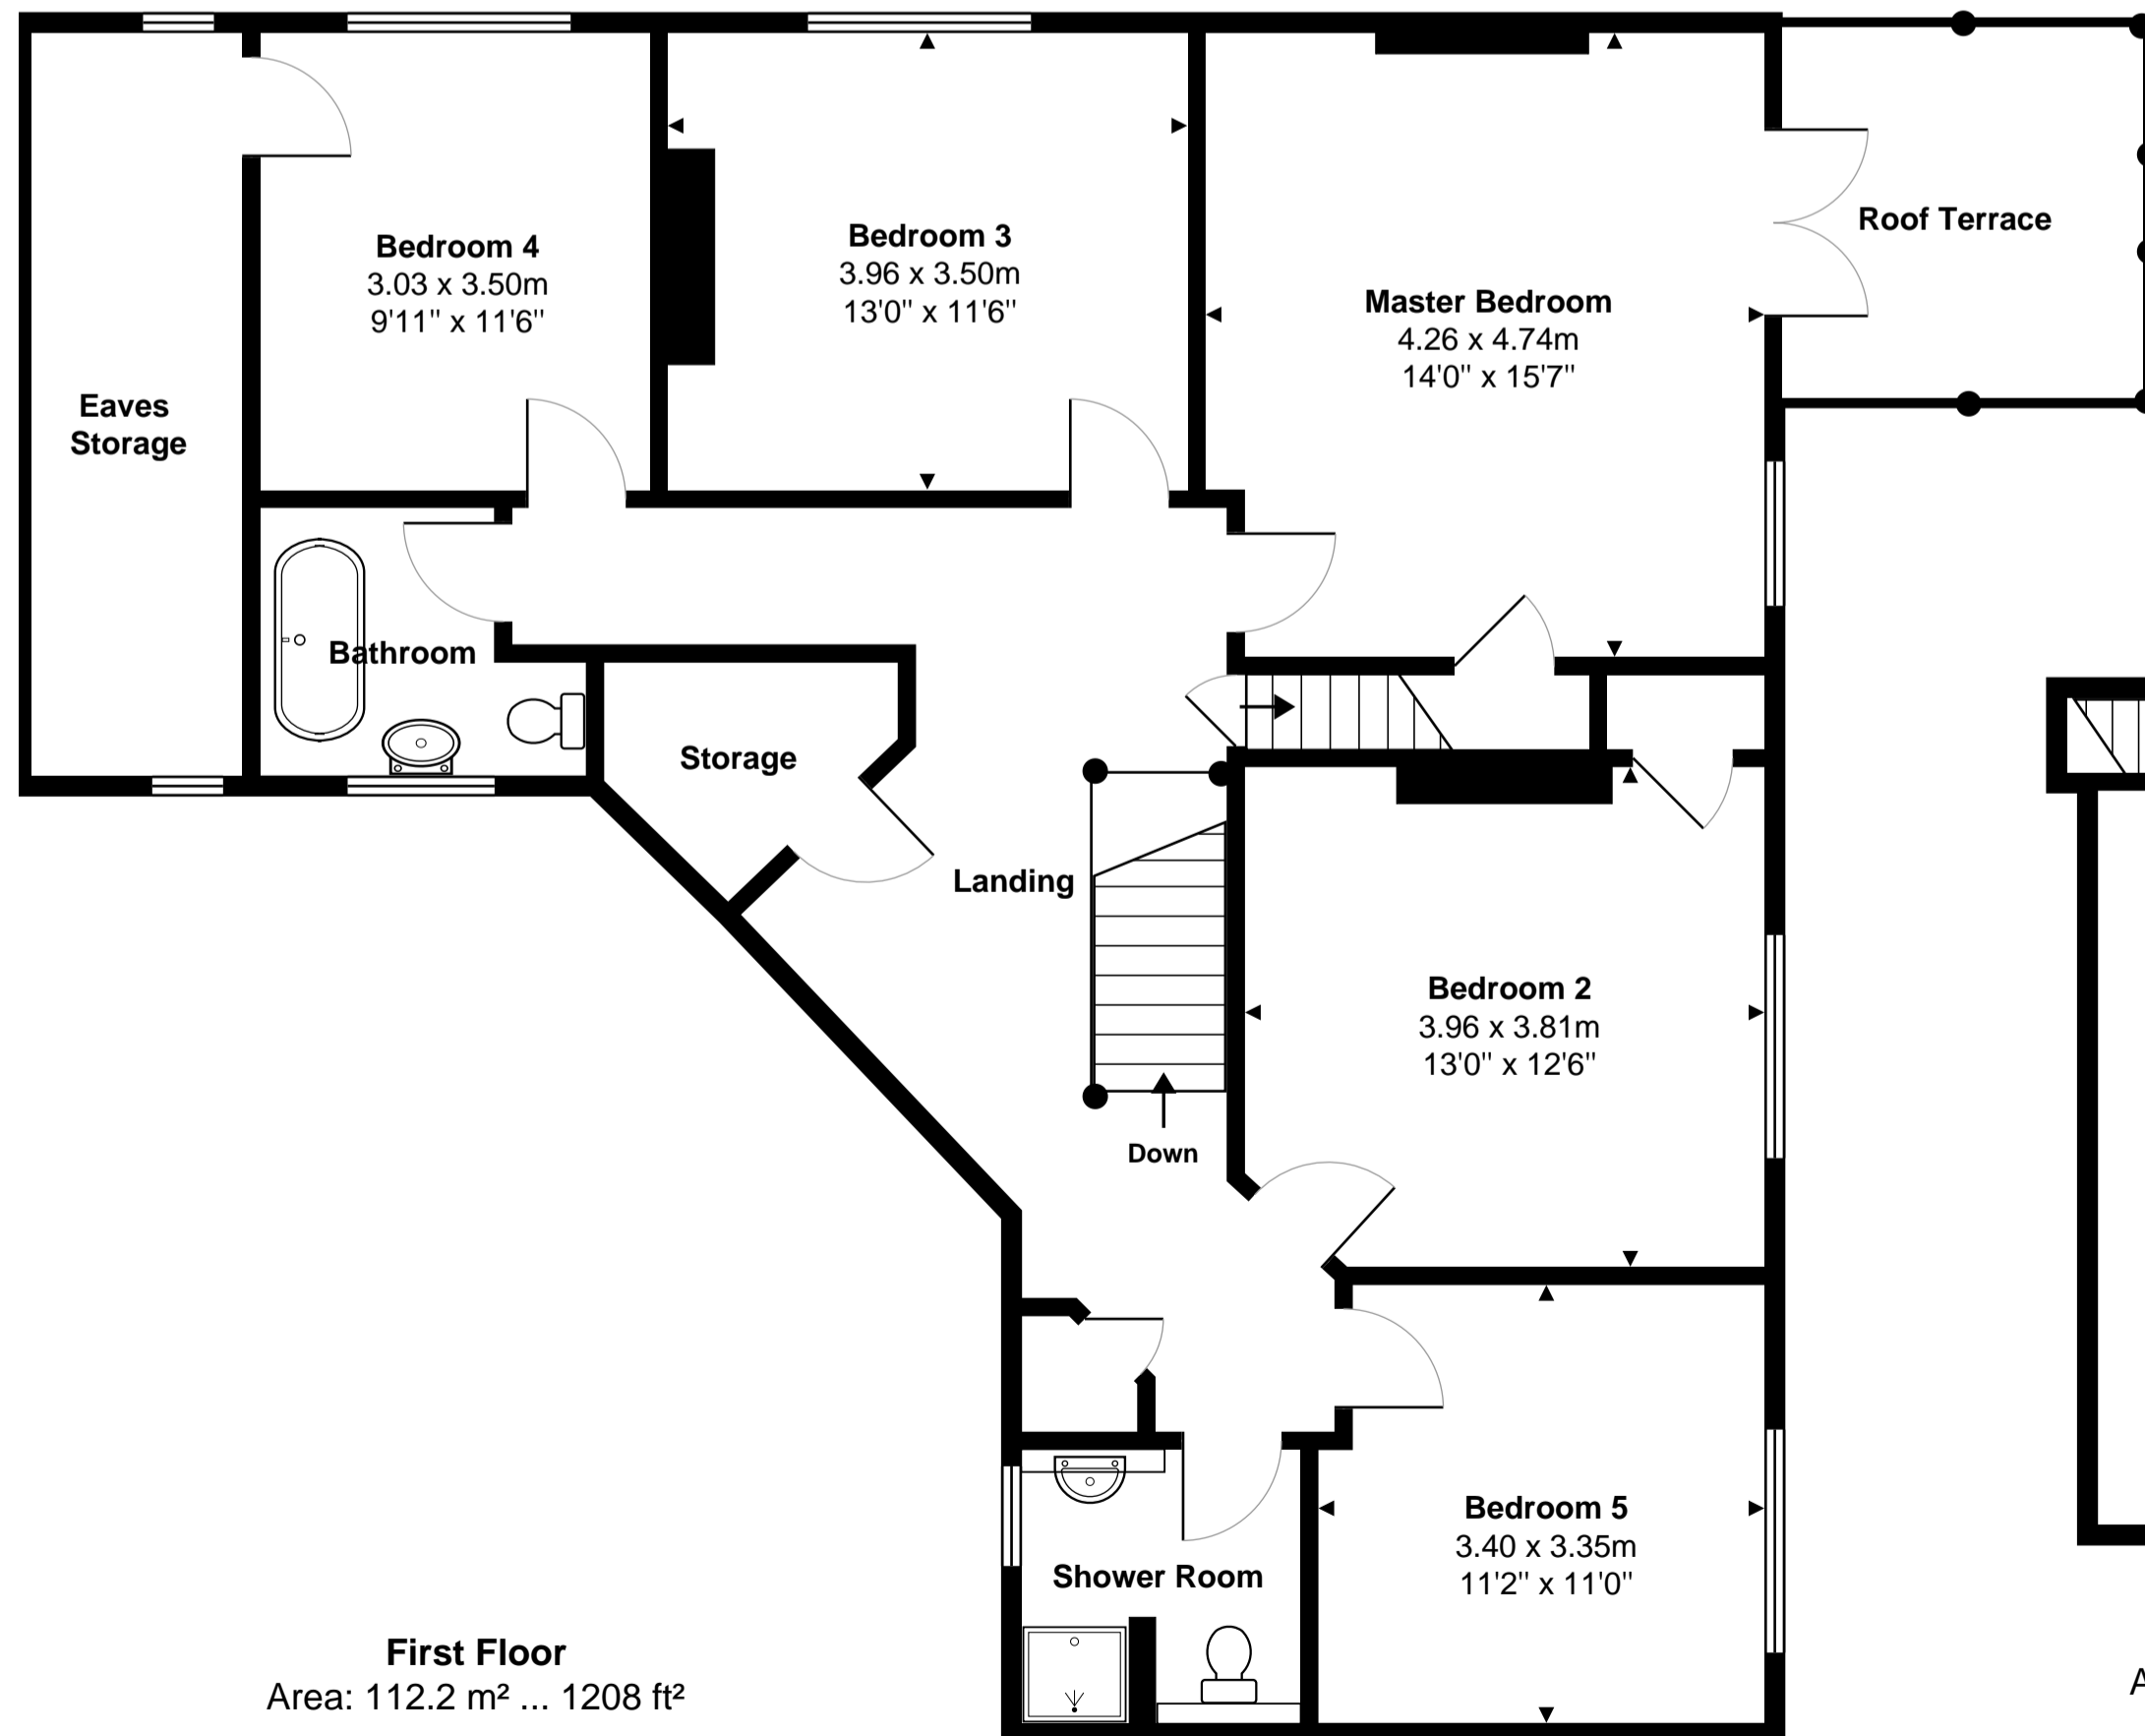 Bedroom 4
3.03 x 3.50m
9'11" x 11'6"
Bedroom 3
3.96 x 3.50m
13'0" x 11'6"
Master Bedroom
4.26 x 4.74m
14'0" x 15'7"
Roof Terrace
Eaves
Storage
Bathroom
Storage
Landing
Down
Bedroom 2
3.96 x 3.81m
13'0" x 12'6"
Bedroom 5
3.40 x 3.35m
11'2" x 11'0"
Shower Room
First Floor
Area: 112.2 m² ... 1208 ft²